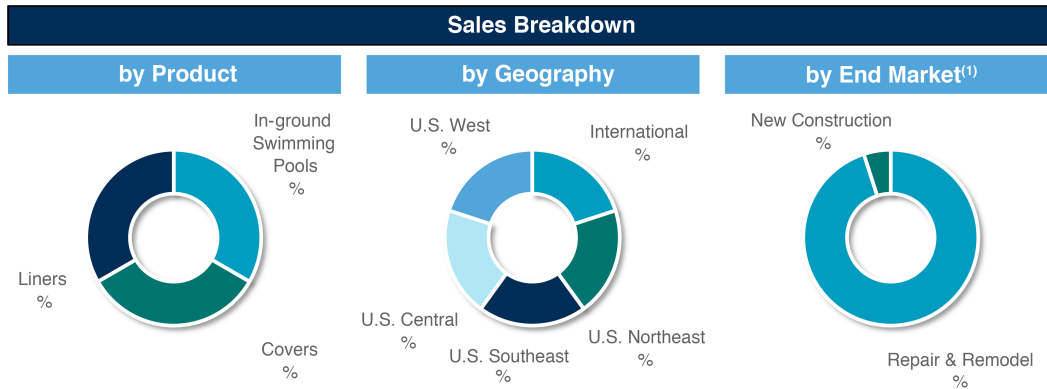 Sales Breakdown
by Product
by Geography
by End Market(1)
In-ground
Swimming
Pools
%
Liners
%
Covers
%
U.S. West
%
International
%
U.S. Central
%
U.S. Southeast
%
U.S. Northeast
%
New Construction
%
Repair & Remodel
%